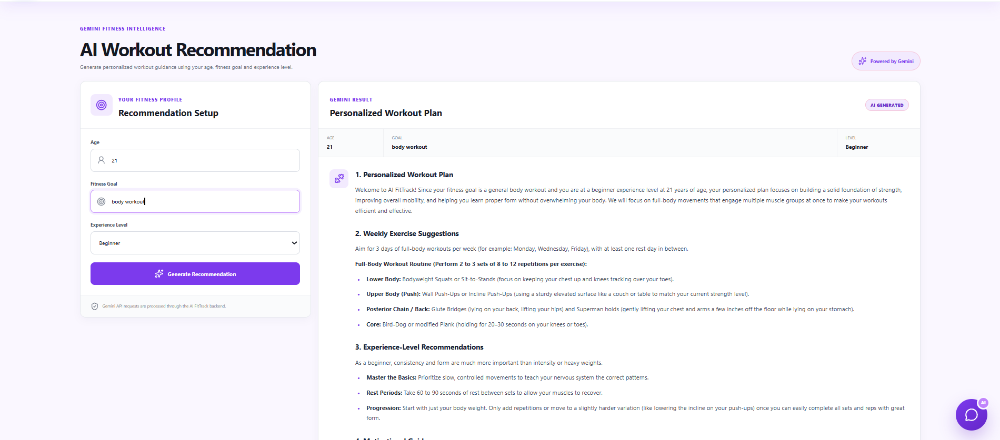 GEMINI FITNESS INTELLIGENCE
AI Workout Recommendation
Generate personalized workout guidance using your age, fitness goal and experience level.
Powered by Gemini
YOUR FITNESS PROFILE
Recommendation Setup
Age
21
Fitness Goal
body workout
Experience Level
Beginner
Generate Recommendation
Gemini API requests are processed through the AI FitTrack backend.
GEMINI RESULT
Personalized Workout Plan
AI GENERATED
AGE
21
GOAL
body workout
LEVEL
Beginner
1. Personalized Workout Plan
Welcome to AI FitTrack! Since your fitness goal is a general body workout and you are at a beginner experience level at 21 years of age, your personalized plan focuses on building a solid foundation of strength,
improving overall mobility, and helping you learn proper form without overwhelming your body. We will focus on full-body movements that engage multiple muscle groups at once to make your workouts
efficient and effective.
2. Weekly Exercise Suggestions
Aim for 3 days of full-body workouts per week (for example: Monday, Wednesday, Friday), with at least one rest day in between.
Full-Body Workout Routine (Perform 2 to 3 sets of 8 to 12 repetitions per exercise):
• Lower Body: Bodyweight Squats or Sit-to-Stands (focus on keeping your chest up and knees tracking over your toes).
• Upper Body (Push): Wall Push-Ups or Incline Push-Ups (using a sturdy elevated surface like a couch or table to match your current strength level).
• Posterior Chain / Back: Glute Bridges (lying on your back, lifting your hips) and Superman holds (gently lifting your chest and arms a few inches off the floor while lying on your stomach).
• Core: Bird-Dog or modified Plank (holding for 20–30 seconds on your knees or toes).
3. Experience-Level Recommendations
As a beginner, consistency and form are much more important than intensity or heavy weights.
• Master the Basics: Prioritize slow, controlled movements to teach your nervous system the correct patterns.
• Rest Periods: Take 60 to 90 seconds of rest between sets to allow your muscles to recover.
• Progression: Start with just your body weight. Only add repetitions or move to a slightly harder variation (like lowering the incline on your push-ups) once you can easily complete all sets and reps with great
form.
AI